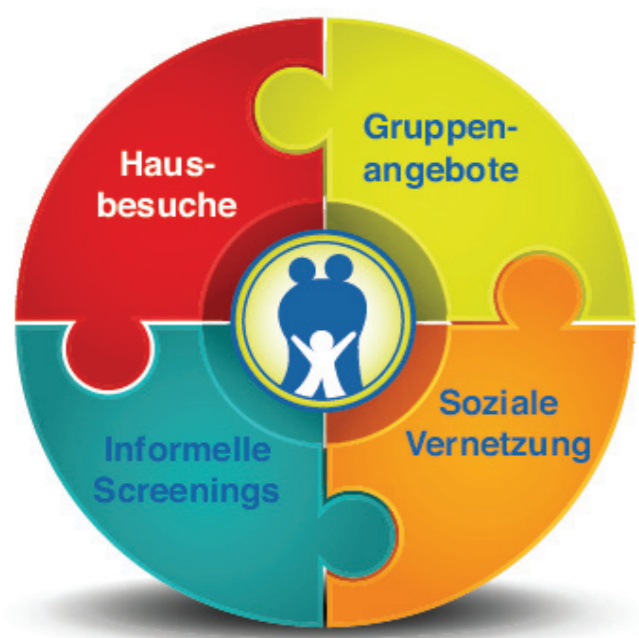 Haus-
besuche
Gruppen-
angebote
Informelle
Screenings
Soziale
Vernetzung